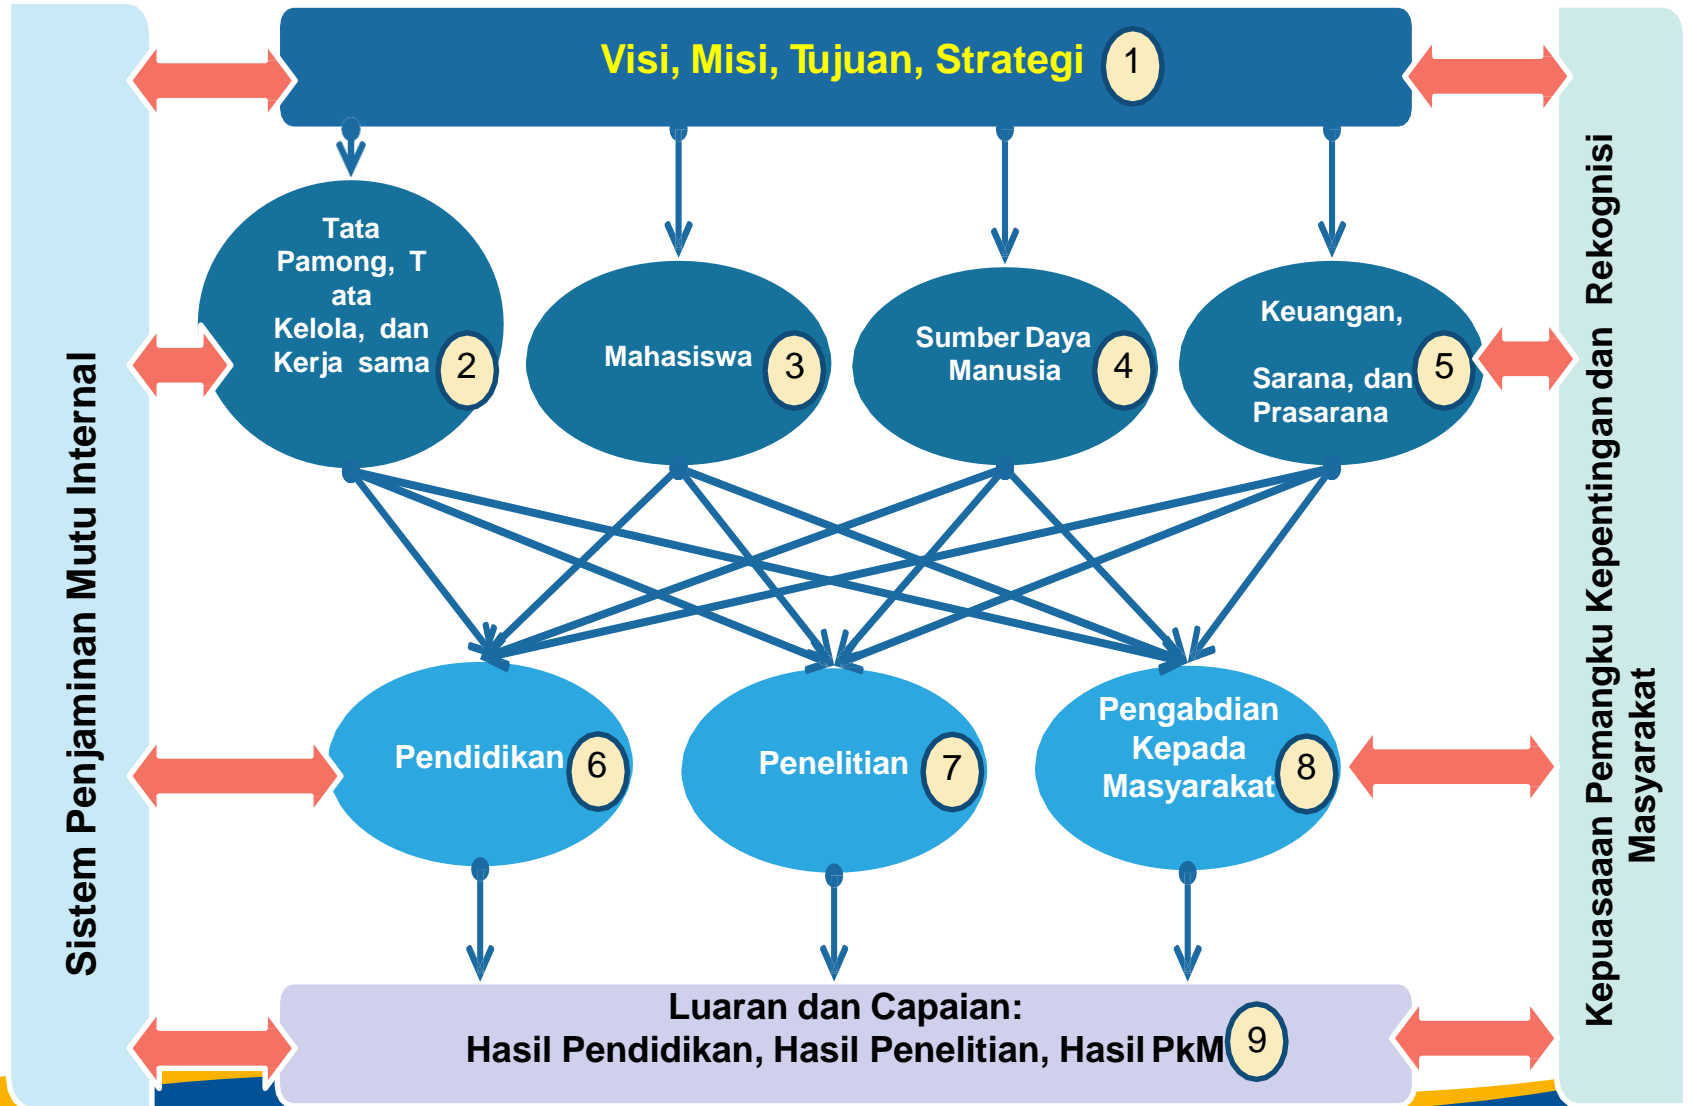 Visi, Misi, Tujuan, Strategi
1
Tata
Pamong, T
ata
Kelola, dan
Kerja sama
2
Mahasiswa
3
Sumber Daya
Manusia
4
Keuangan,
Sarana, dan
Prasarana
5
Pendidikan
6
Penelitian
7
Pengabdian
Kepada
Masyarakat
8
Luaran dan Capaian:
Hasil Pendidikan, Hasil Penelitian, Hasil PkM
9
Sistem Penjaminan Mutu Internal
Kepuasaaan Pemangku Kepentingan dan Rekognisi
Masyarakat